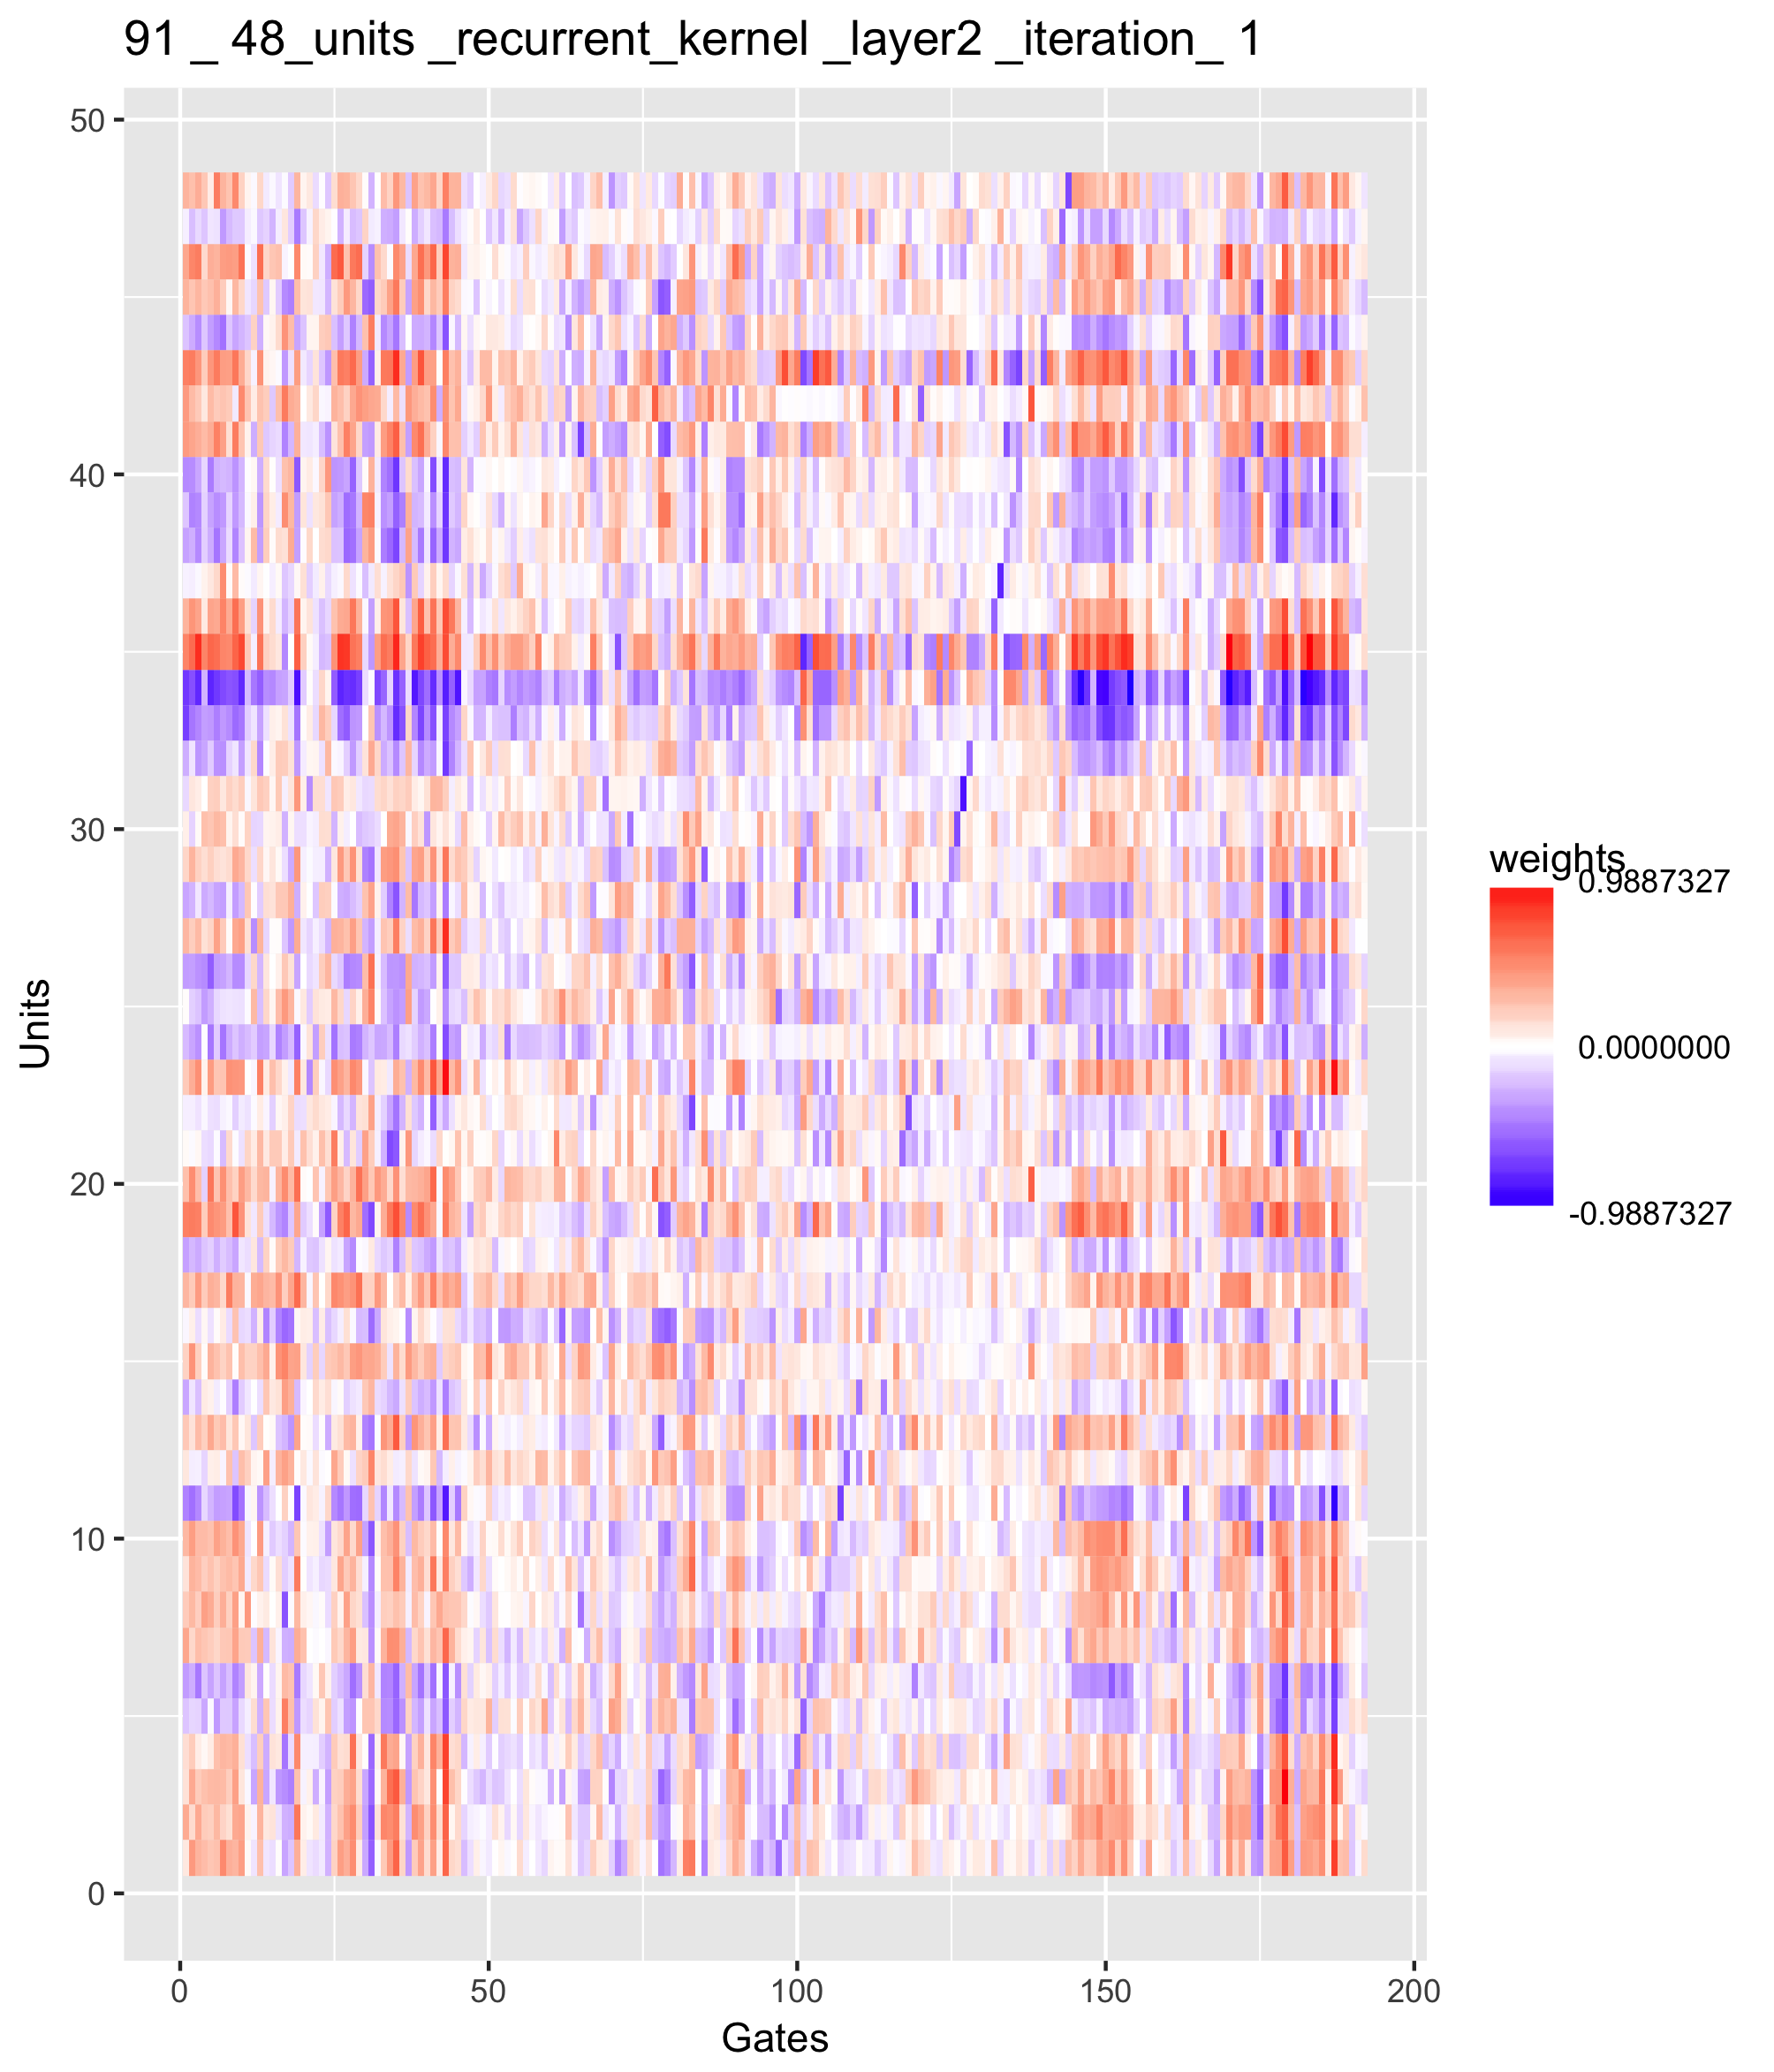 91 _ 48_units _recurrent_kernel _layer2 _iteration_ 1
50
40
30
20
10
0
Units
0 50 100 150 200
Gates
weights
0.9887327
0.0000000
-0.9887327